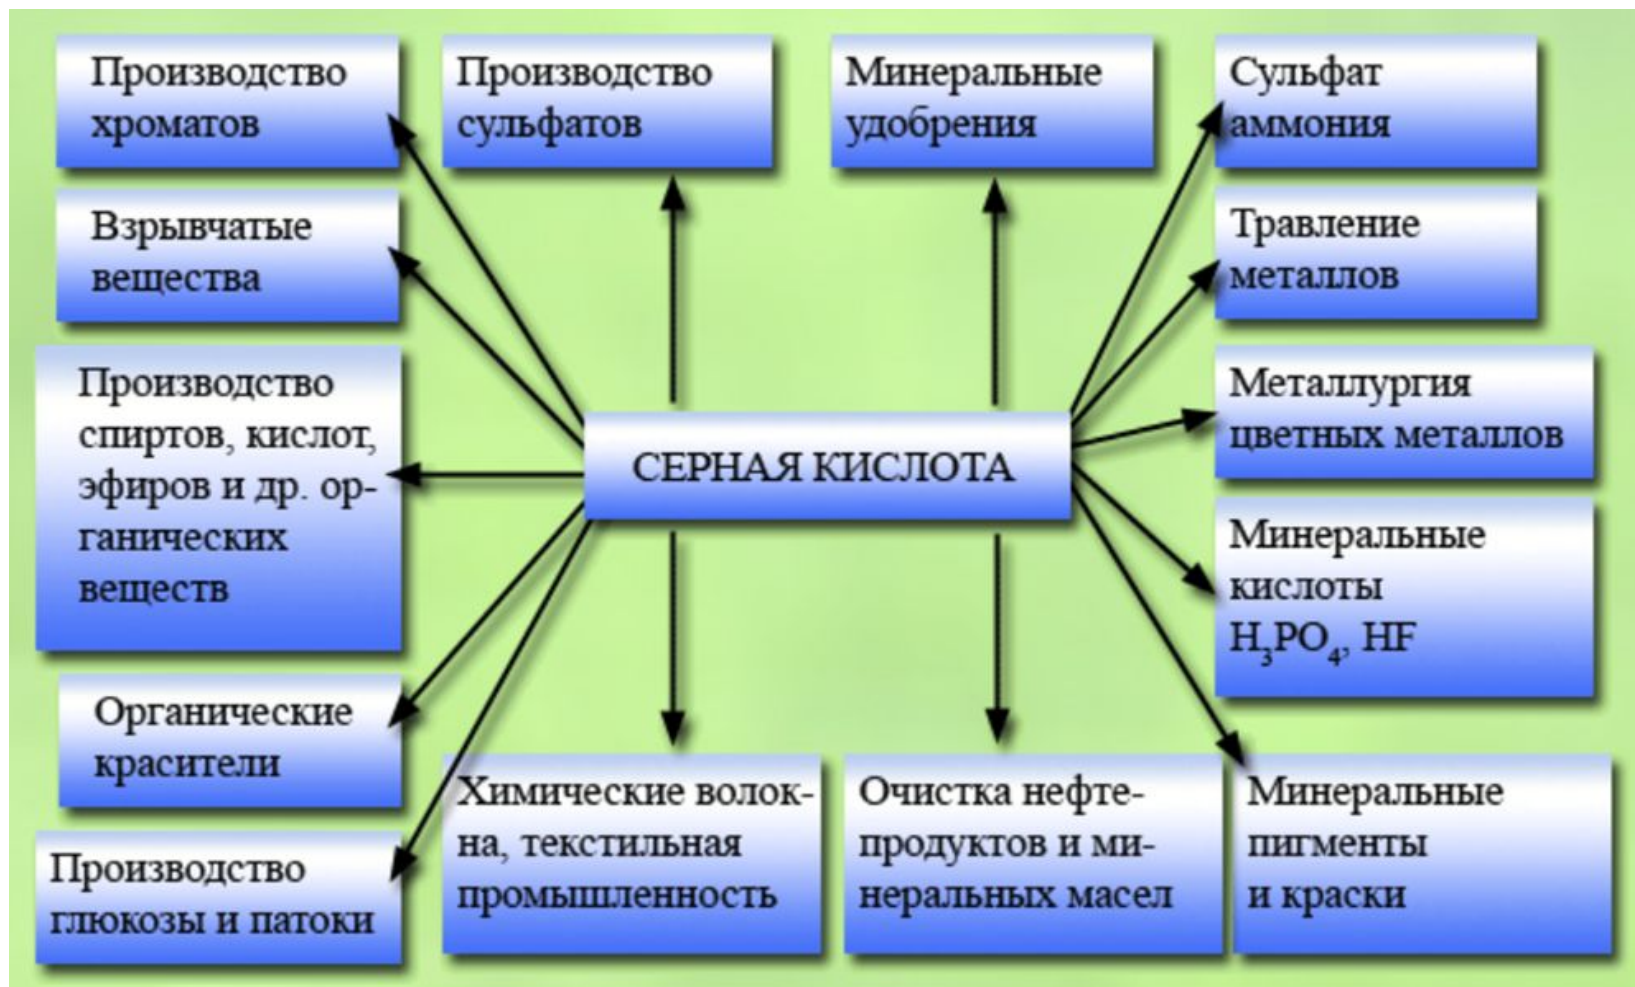 Производство
хроматов
Производство
сульфатов
Минеральные
удобрения
Сульфат
аммония
Взрывчатые
вещества
Травление
металлов
Производство
спиртов, кислот,
эфиров и др. ор-
ганических
веществ
Металлургия
цветных металлов
СЕРНАЯ КИСЛОТА
Минеральные
кислоты
H₃PO₄, HF
Органические
красители
Производство
глюкозы и патоки
Химические волок-
на, текстильная
промышленность
Очистка нефте-
продуктов и ми-
неральных масел
Минеральные
пигменты
и краски